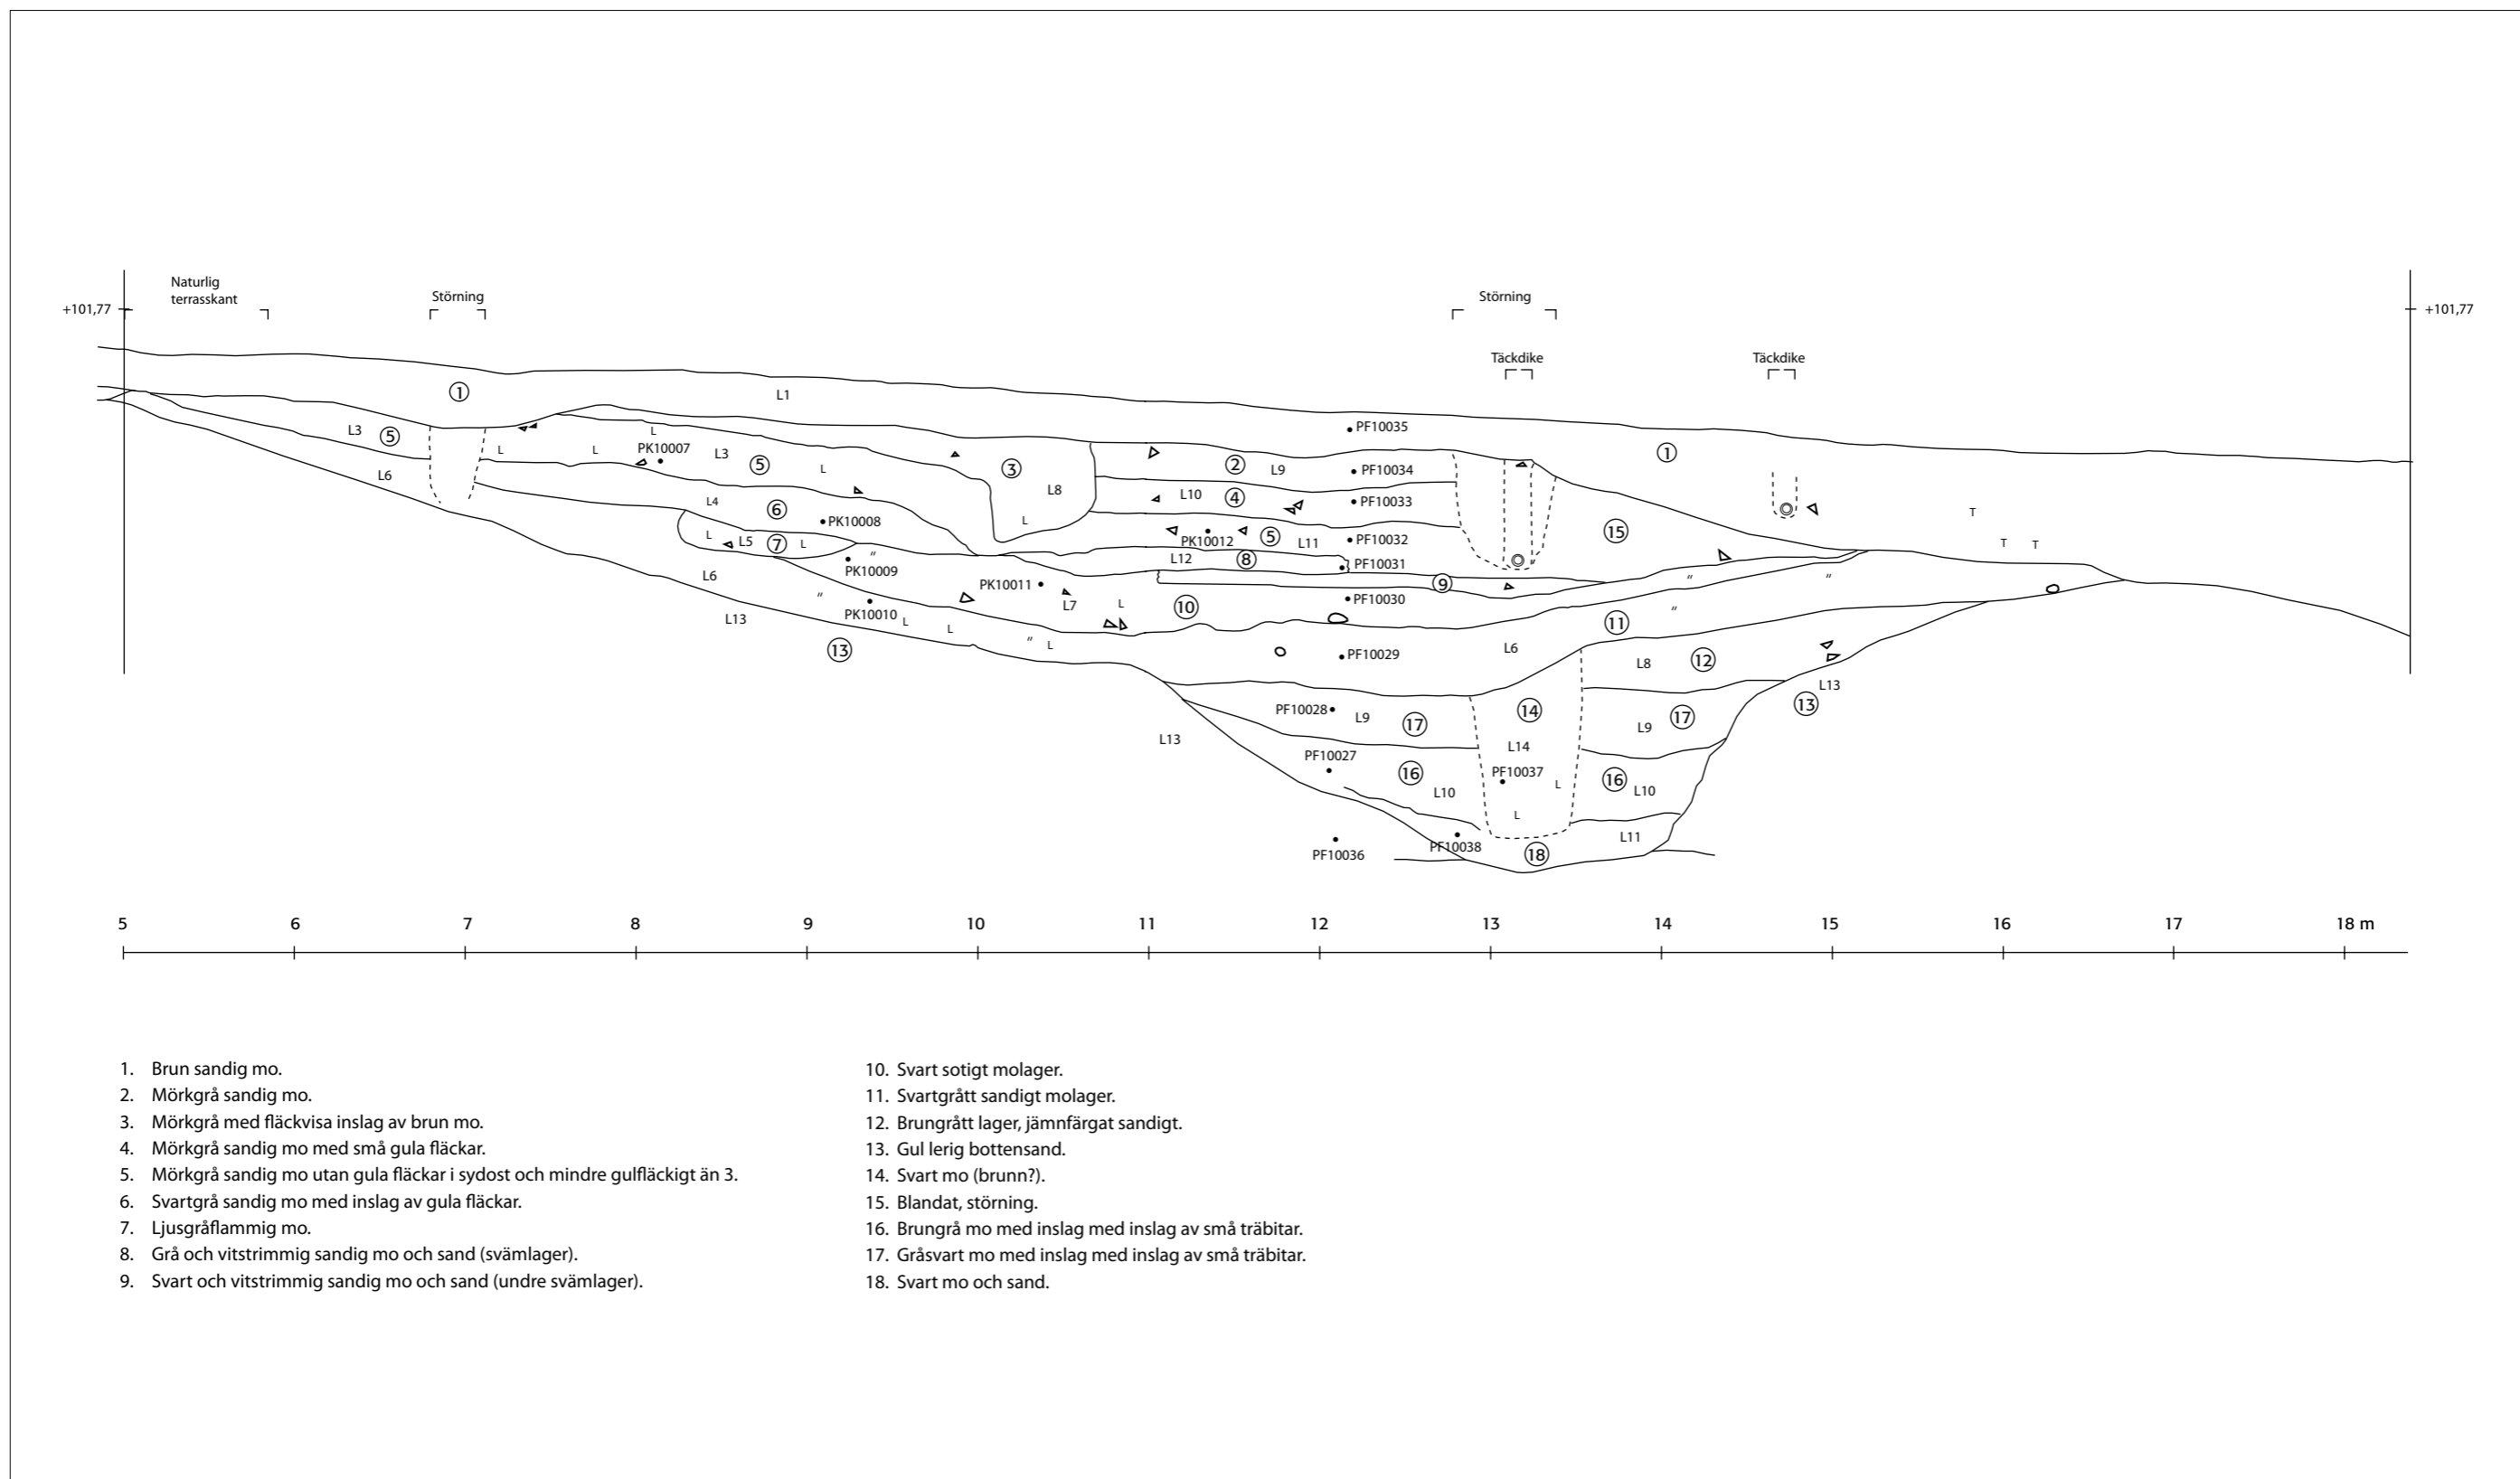 Naturlig
terrasskant
Störning
Störning
+101,77
+101,77
Täckdike
Täckdike
1
L1
PF10035
L3
5
L
PK10007
L
L
L3
5
L
3
2
L9
PF10034
1
L6
L8
L10
4
PF10033
L4
6
PK10008
L
T
L
L5
7
L
PK10012
5
L11
PF10032
15
T
T
"
L12
8
PF10031
PK10009
L6
PK10011
9
"
"
"
L7
L
10
PF10030
"
PK10010
L13
L
L
11
13
"
L
L6
PF10029
L8
12
L13
13
PF10028
L9
17
14
17
L9
L13
L14
PF10027
16
PF10037
L
16
L10
L10
L
L11
PF10036
PF10038
18
5 6 7 8 9 10 11 12 13 14 15 16 17 18 m
1. Brun sandig mo.
2. Mörkgrå sandig mo.
3. Mörkgrå med fläckvisa inslag av brun mo.
4. Mörkgrå sandig mo med små gula fläckar.
5. Mörkgrå sandig mo utan gula fläckar i sydost och mindre gulfläckigt än 3.
6. Svartgrå sandig mo med inslag av gula fläckar.
7. Ljusgråflammig mo.
8. Grå och vitstrimmig sandig mo och sand (svämlager).
9. Svart och vitstrimmig sandig mo och sand (undre svämlager).
10. Svart sotigt molager.
11. Svartgrått sandigt molager.
12. Brungrått lager, jämnfärgat sandigt.
13. Gul lerig bottensand.
14. Svart mo (brunn?).
15. Blandat, störning.
16. Brungrå mo med inslag med inslag av små träbitar.
17. Gråsvart mo med inslag med inslag av små träbitar.
18. Svart mo och sand.